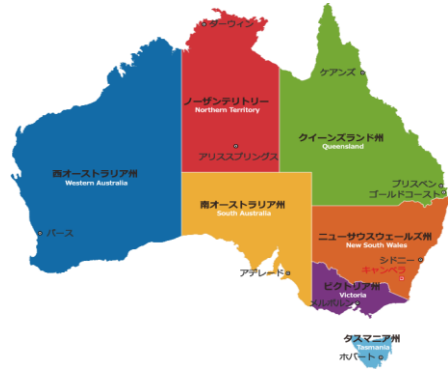 ダーウィン
ケアンズ
ノーザンテリトリー
Northern Territory
クイーンズランド州
Queensland
アリススプリングス
西オーストラリア州
Western Australia
ブリスベン
ゴールドコースト
南オーストラリア州
South Australia
パース
ニューサウスウェールズ州
New South Wales
シドニー
アデレード
キャンベラ
ビクトリア州
Victoria
メルボルン
タスマニア州
Tasmania
ホバート